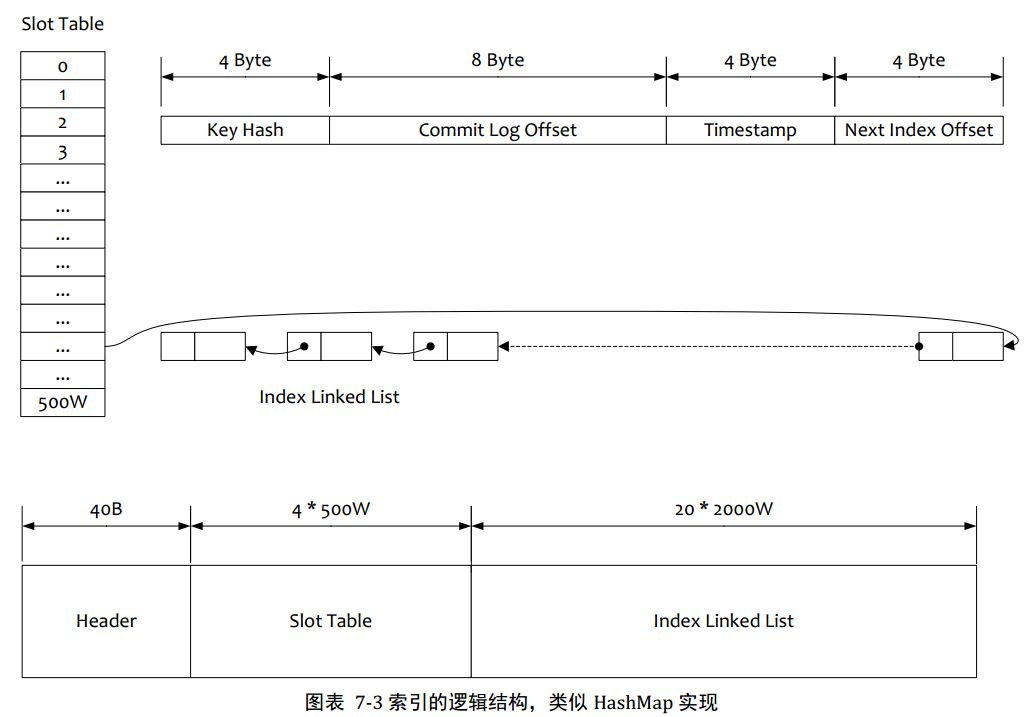 Slot Table
0
1
2
3
...
...
...
...
...
...
...
...
500W
4 Byte 8 Byte 4 Byte 4 Byte
Key Hash Commit Log Offset Timestamp Next Index Offset
Index Linked List
40B 4 * 500W 20 * 2000W
Header Slot Table Index Linked List
图表 7-3 索引的逻辑结构，类似 HashMap 实现